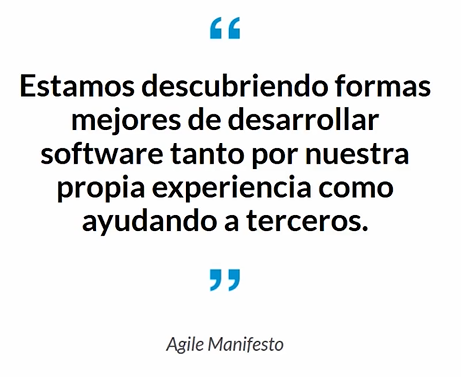 “
Estamos descubriendo formas
mejores de desarrollar
software tanto por nuestra
propia experiencia como
ayudando a terceros.
”
Agile Manifesto